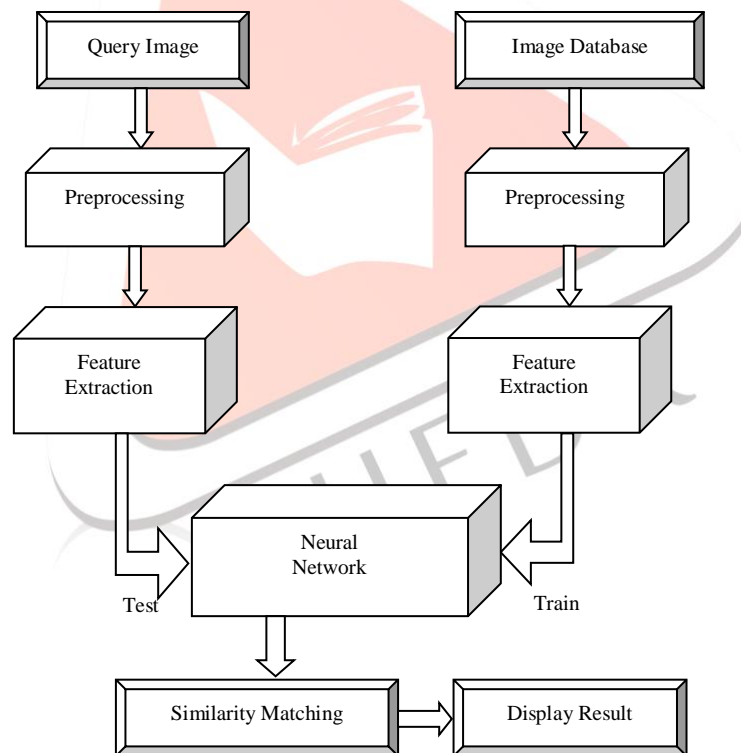 Query Image
Image Database
Preprocessing
Preprocessing
Feature
Extraction
Feature
Extraction
Neural
Network
Test
Train
Similarity Matching
Display Result